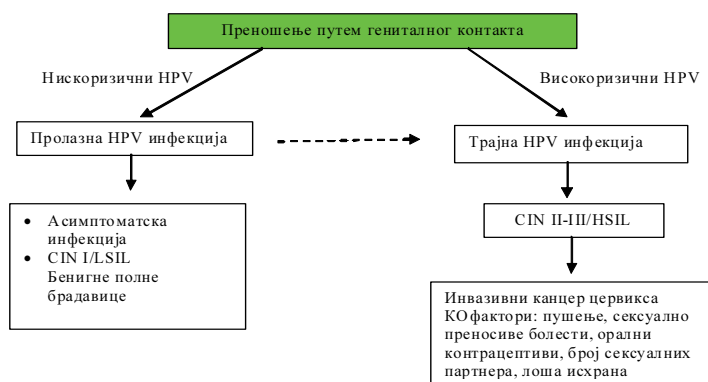 Преношење путем гениталног контакта
Нискоризични HPV
Високоризични HPV
Пролазна HPV инфекција
Трајна HPV инфекција
• Асимптоматска
инфекција
• CIN I/LSIL
Бенигне полне
брадавице
CIN II-III/HSIL
Инвазивни канцер цервикса
КОфактори: пушење, сексуално
преносиве болести, орални
контрацептиви, број сексуалних
партнера, лоша исхрана